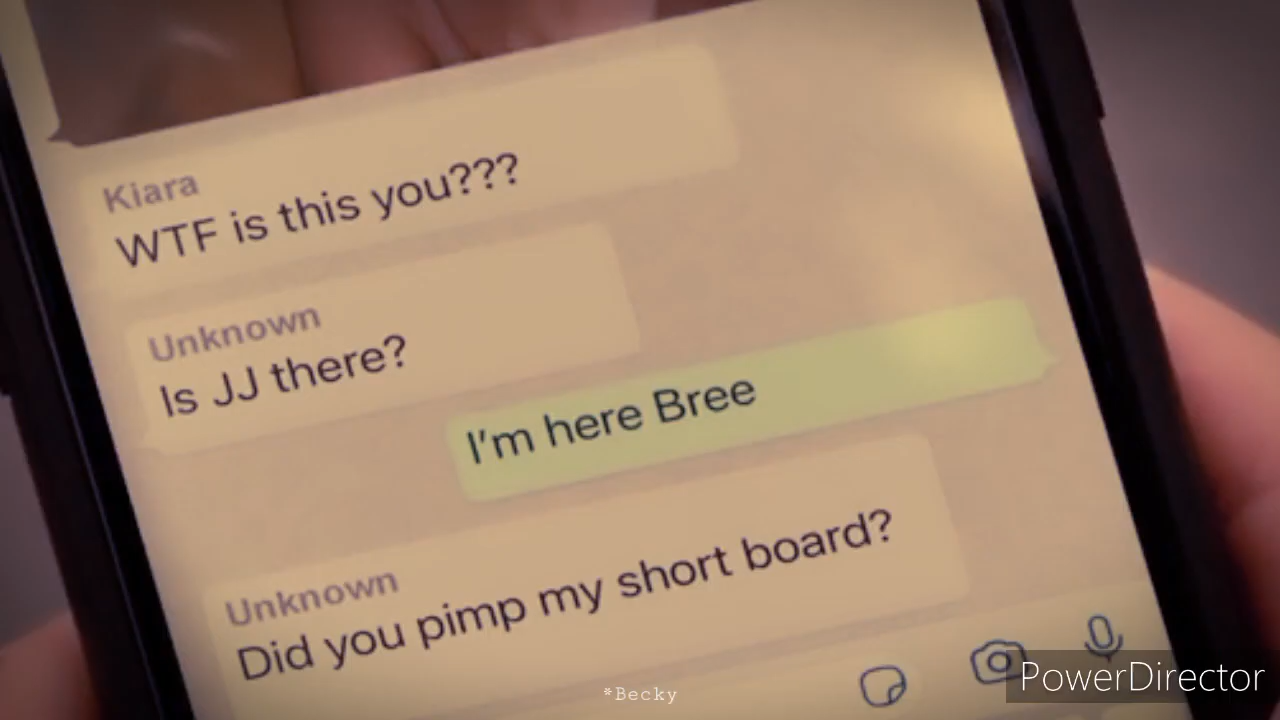 Kiara
WTF is this you???
Unknown
Is JJ there?
I'm here Bree
Unknown
Did you pimp my short board?
*Becky
PowerDirector